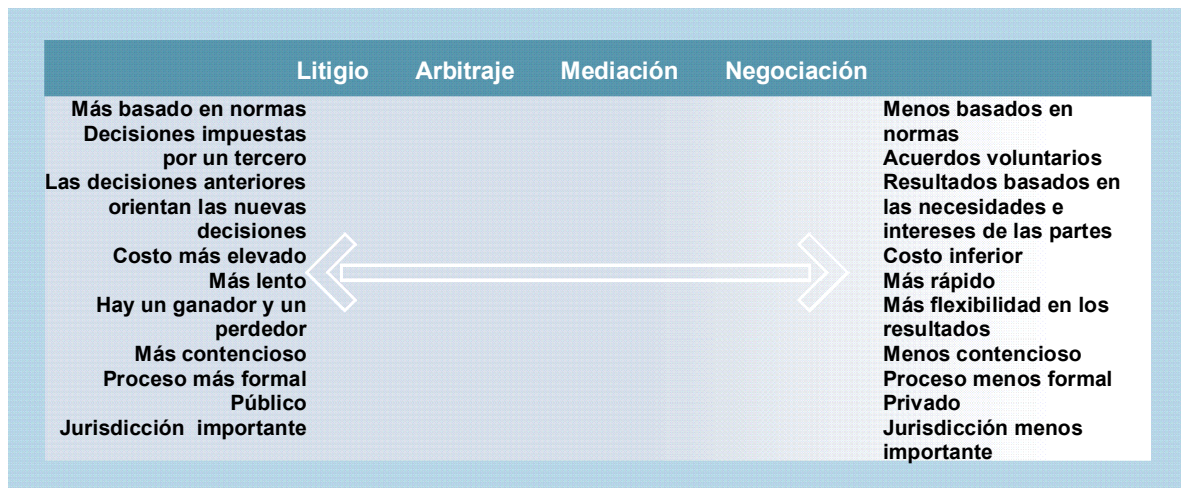 Litigio Arbitraje Mediación Negociación
Más basado en normas
Decisiones impuestas
por un tercero
Las decisiones anteriores
orientan las nuevas
decisiones
Costo más elevado
Más lento
Hay un ganador y un
perdedor
Más contencioso
Proceso más formal
Público
Jurisdicción importante
Menos basados en
normas
Acuerdos voluntarios
Resultados basados en
las necesidades e
intereses de las partes
Costo inferior
Más rápido
Más flexibilidad en los
resultados
Menos contencioso
Proceso menos formal
Privado
Jurisdicción menos
importante